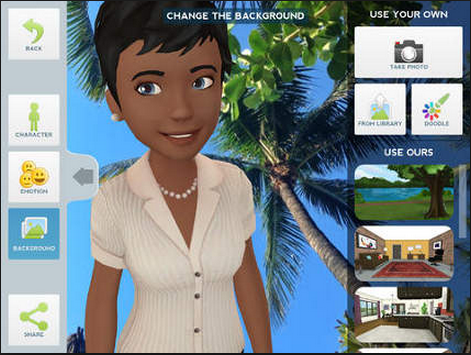 CHANGE THE BACKGROUND
USE YOUR OWN
BACK
TAKE PHOTO
CHARACTER
FROM LIBRARY
DOODLE
USE OURS
EMOTION
BACKGROUND
SHARE